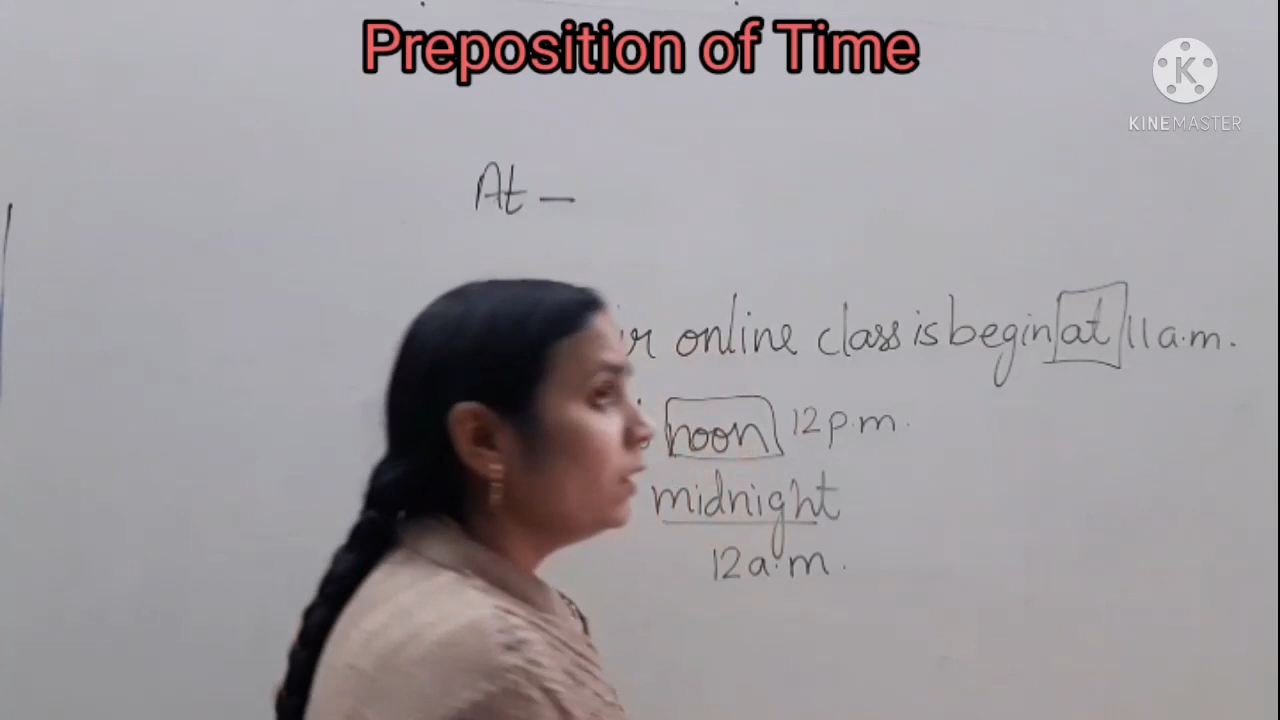 Preposition of Time
KINEMASTER
At —
online class is begin at 11 a.m.
noon 12 p.m.
midnight
12 a.m.